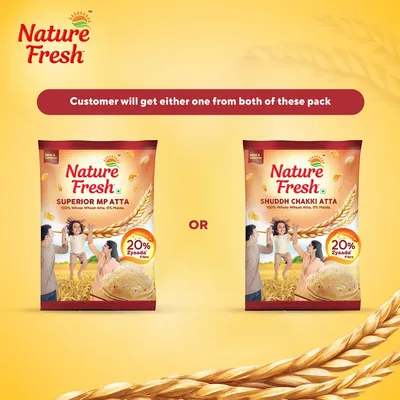 Nature
Fresh
Customer will get either one from both of these pack
Nature
Fresh
SUPERIOR MP ATTA
100% Whole Wheat Atta, 0% Maida.
20%
Zyaada
Fibre
OR
Nature
Fresh
SHUDDH CHAKKI ATTA
100% Whole Wheat Atta, 0% Maida.
20%
Zyaada
Fibre